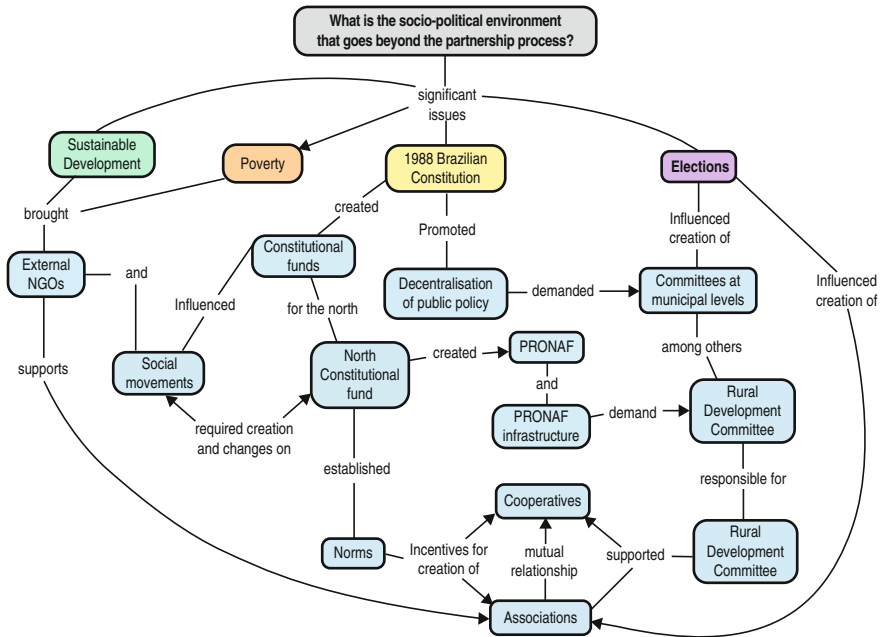 What is the socio-political environment
that goes beyond the partnership process?
significant
issues
Sustainable
Development
Poverty
1988 Brazilian
Constitution
Elections
brought
created
Promoted
Influenced
creation of
External
NGOs
and
Constitutional
funds
Influenced
for the north
Decentralisation
of public policy
demanded
Committees at
municipal levels
Influenced
creation of
supports
Social
movements
North
Constitutional
fund
created
PRONAF
among others
and
required creation
and changes on
PRONAF
infrastructure
demand
Rural
Development
Committee
established
responsible for
Cooperatives
Norms
Incentives for
creation of
mutual
relationship
supported
Rural
Development
Committee
Associations